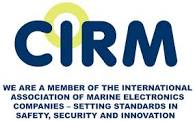 CIRM
WE ARE A MEMBER OF THE INTERNATIONAL
ASSOCIATION OF MARINE ELECTRONICS
COMPANIES – SETTING STANDARDS IN
SAFETY, SECURITY AND INNOVATION